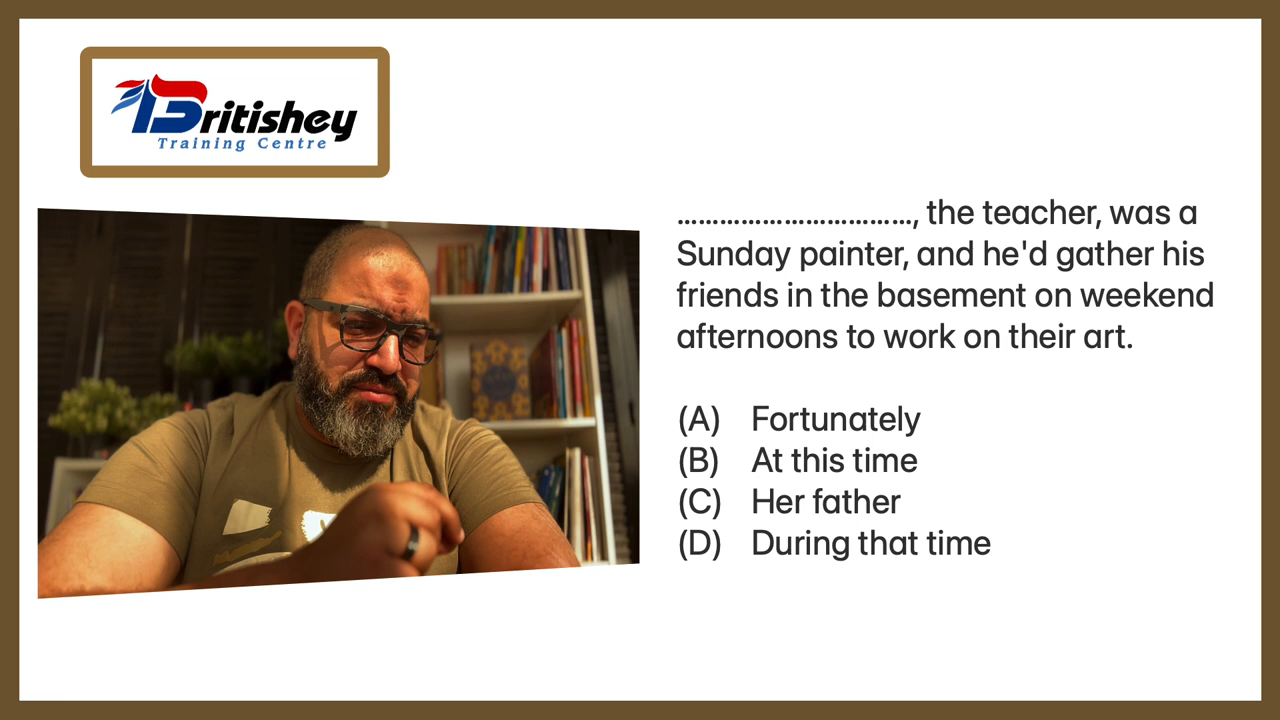 Britishey
Training Centre
................................., the teacher, was a
Sunday painter, and he'd gather his
friends in the basement on weekend
afternoons to work on their art.
(A) Fortunately
(B) At this time
(C) Her father
(D) During that time